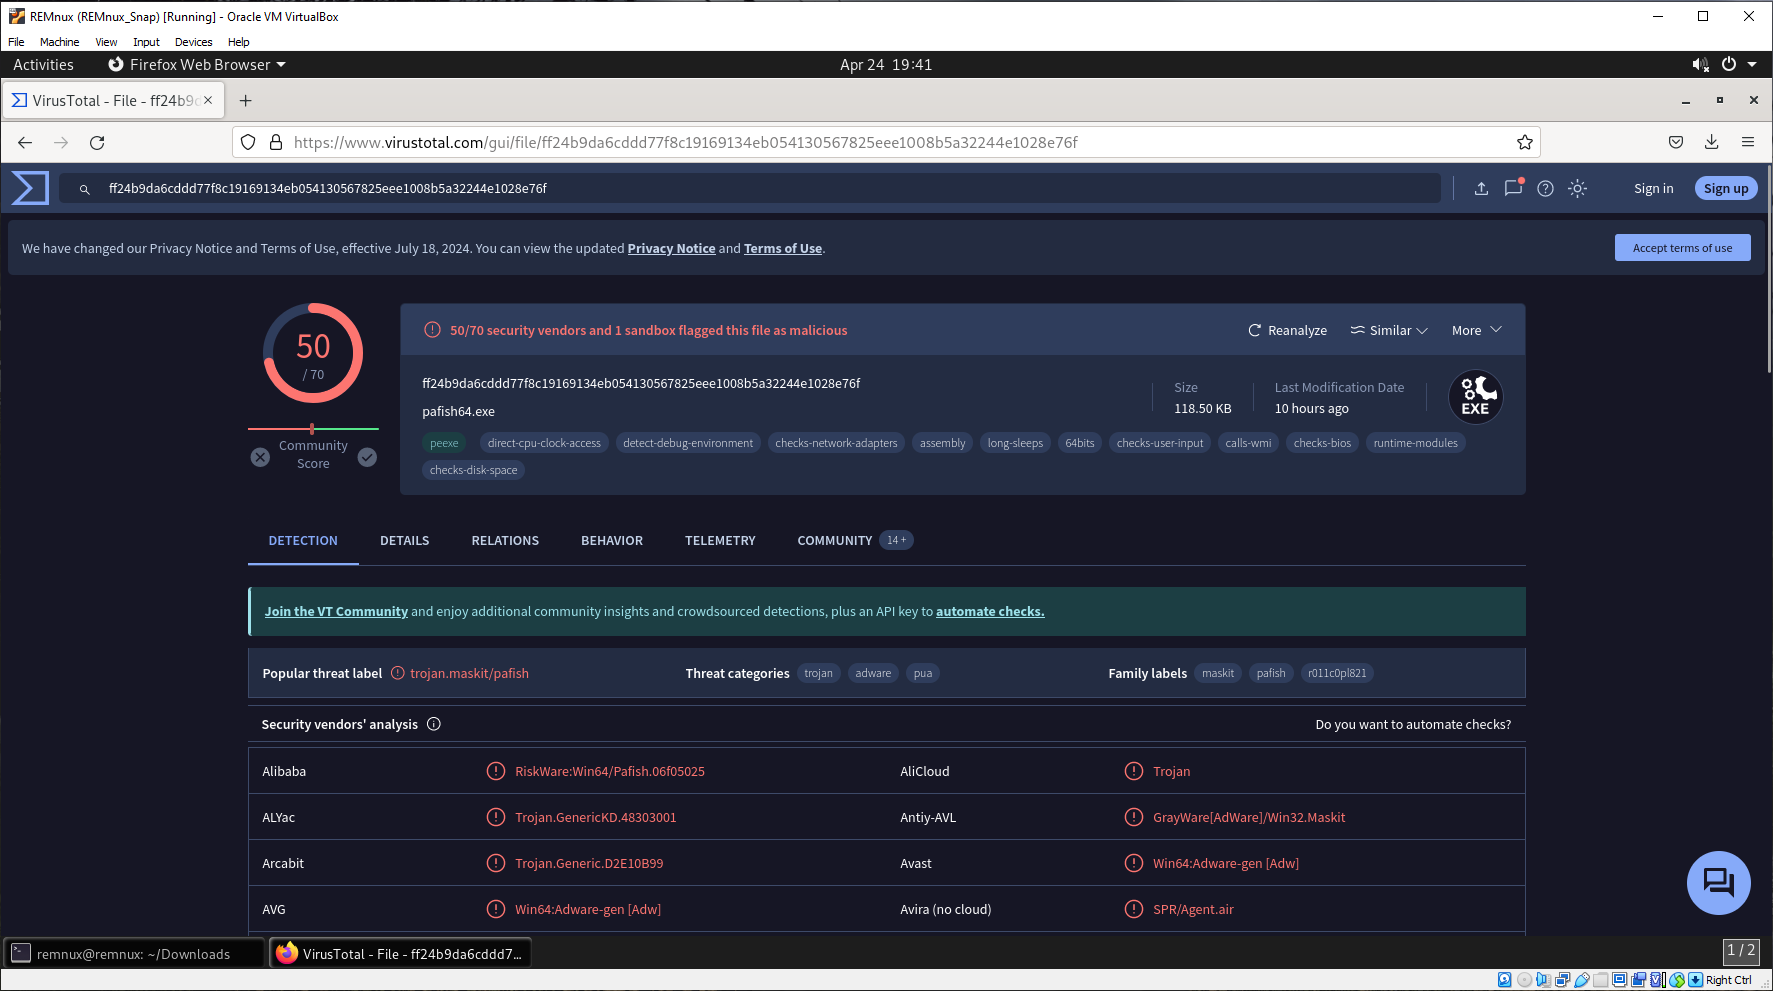 REMnux (REMnux_Snap) [Running] - Oracle VM VirtualBox
File Machine View Input Devices Help
Activities Firefox Web Browser Apr 24 19:41
VirusTotal - File - ff24b9d
https://www.virustotal.com/gui/file/ff24b9da6cddd77f8c19169134eb054130567825eee1008b5a32244e1028e76f
ff24b9da6cddd77f8c19169134eb054130567825eee1008b5a32244e1028e76f Sign in Sign up
We have changed our Privacy Notice and Terms of Use, effective July 18, 2024. You can view the updated Privacy Notice and Terms of Use. Accept terms of use
50
/ 70
Community
Score
50/70 security vendors and 1 sandbox flagged this file as malicious Reanalyze Similar More
ff24b9da6cddd77f8c19169134eb054130567825eee1008b5a32244e1028e76f
pafish64.exe
Size
118.50 KB
Last Modification Date
10 hours ago
EXE
peexe direct-cpu-clock-access detect-debug-environment checks-network-adapters assembly long-sleeps 64bits checks-user-input calls-wmi checks-bios runtime-modules
checks-disk-space
DETECTION DETAILS RELATIONS BEHAVIOR TELEMETRY COMMUNITY 14 +
Join the VT Community and enjoy additional community insights and crowdsourced detections, plus an API key to automate checks.
Popular threat label trojan.maskit/pafish Threat categories trojan adware pua Family labels maskit pafish r011c0pl821
Security vendors' analysis Do you want to automate checks?
Alibaba RiskWare:Win64/Pafish.06f05025 AliCloud Trojan
ALYac Trojan.GenericKD.48303001 Antiy-AVL GrayWare[AdWare]/Win32.Maskit
Arcabit Trojan.Generic.D2E10B99 Avast Win64:Adware-gen [Adw]
AVG Win64:Adware-gen [Adw] Avira (no cloud) SPR/Agent.air
remnux@remnux: ~/Downloads VirusTotal - File - ff24b9da6cddd7... 1 / 2
Right Ctrl